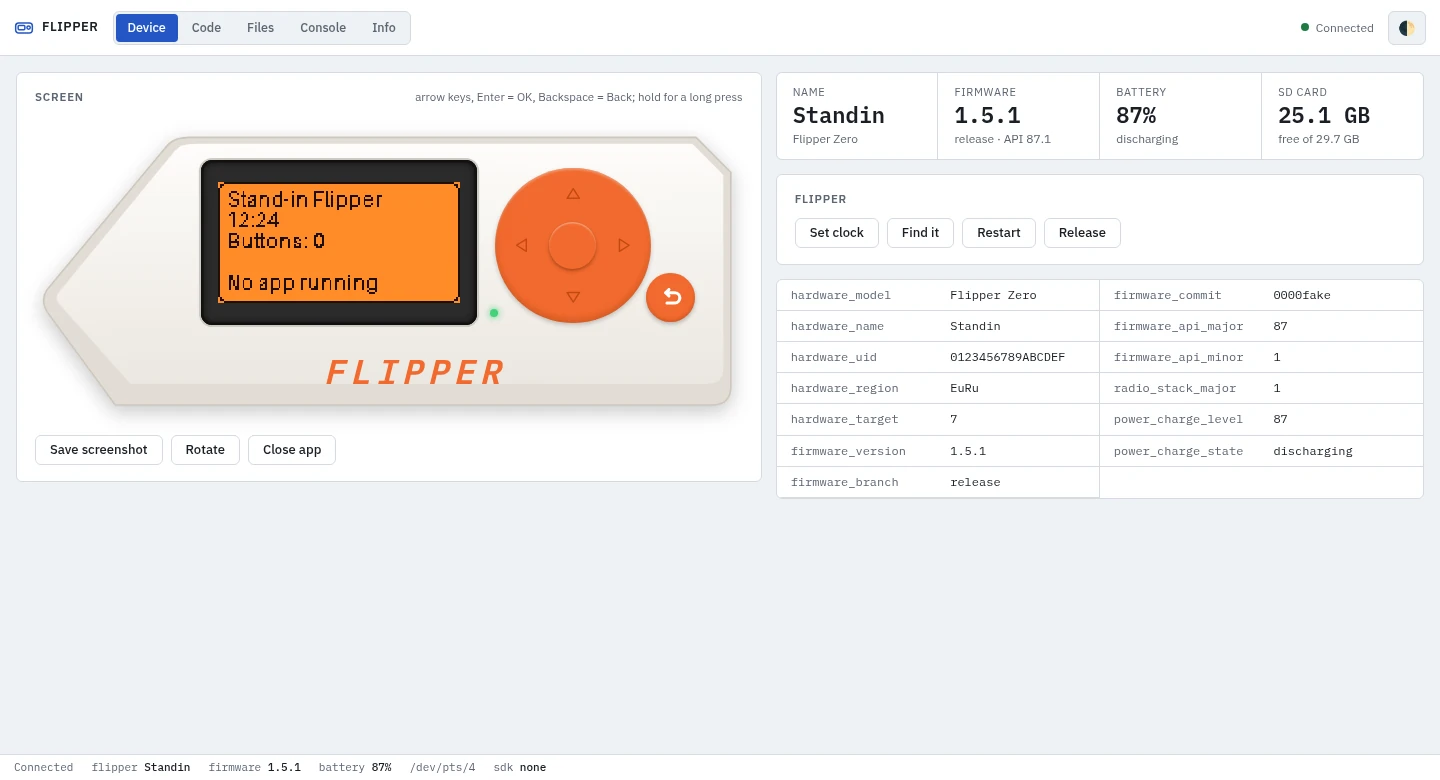 FLIPPER
Device Code Files Console Info
Connected
SCREEN
arrow keys, Enter = OK, Backspace = Back; hold for a long press
Stand-in Flipper
12:24
Buttons: 0
No app running
FLIPPER
Save screenshot Rotate Close app
NAME
Standin
Flipper Zero
FIRMWARE
1.5.1
release · API 87.1
BATTERY
87%
discharging
SD CARD
25.1 GB
free of 29.7 GB
FLIPPER
Set clock Find it Restart Release
hardware_model Flipper Zero
hardware_name Standin
hardware_uid 0123456789ABCDEF
hardware_region EuRu
hardware_target 7
firmware_version 1.5.1
firmware_branch release
firmware_commit 0000fake
firmware_api_major 87
firmware_api_minor 1
radio_stack_major 1
power_charge_level 87
power_charge_state discharging
Connected flipper Standin firmware 1.5.1 battery 87% /dev/pts/4 sdk none